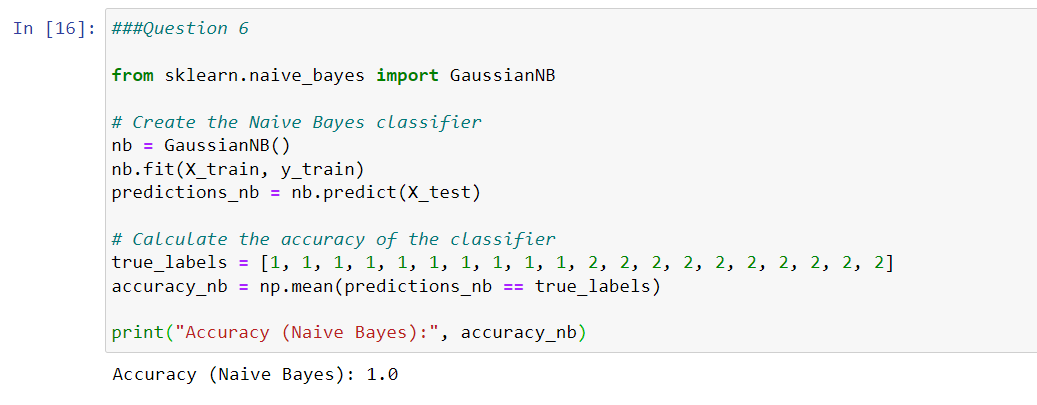 In [16]: ###Question 6
from sklearn.naive_bayes import GaussianNB
# Create the Naive Bayes classifier
nb = GaussianNB()
nb.fit(X_train, y_train)
predictions_nb = nb.predict(X_test)
# Calculate the accuracy of the classifier
true_labels = [1, 1, 1, 1, 1, 1, 1, 1, 1, 1, 2, 2, 2, 2, 2, 2, 2, 2, 2, 2]
accuracy_nb = np.mean(predictions_nb == true_labels)
print("Accuracy (Naive Bayes):", accuracy_nb)
Accuracy (Naive Bayes): 1.0